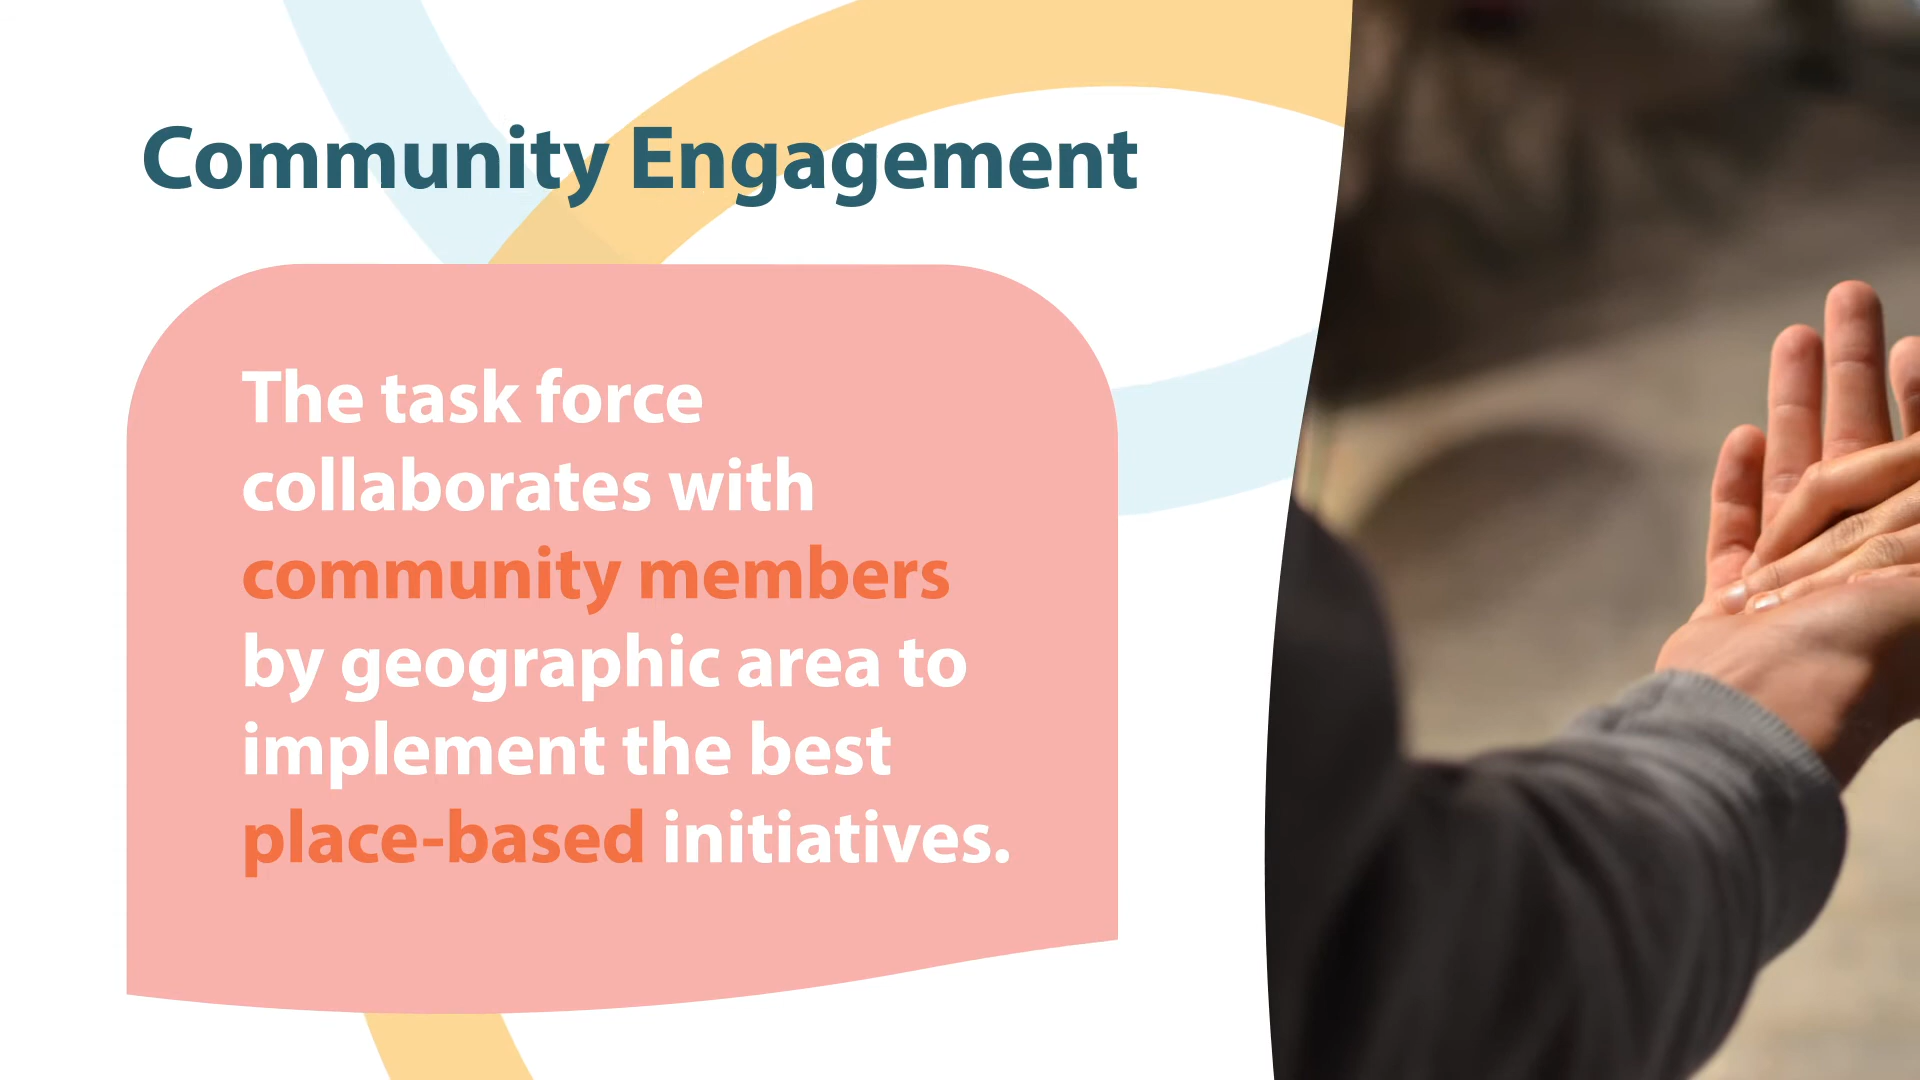 Community Engagement
The task force
collaborates with
community members
by geographic area to
implement the best
place-based initiatives.